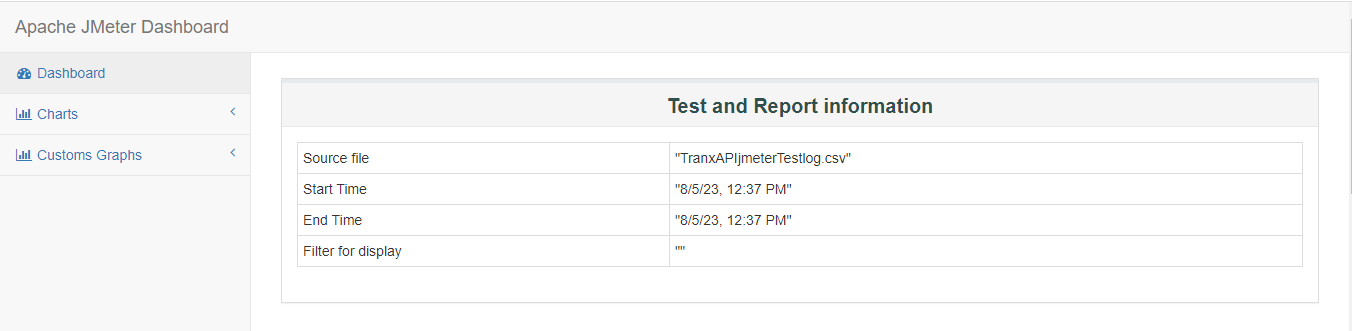 Apache JMeter Dashboard
Dashboard
Charts
Customs Graphs
Test and Report information
Source file "TranxAPIjmeterTestlog.csv"
Start Time "8/5/23, 12:37 PM"
End Time "8/5/23, 12:37 PM"
Filter for display ""